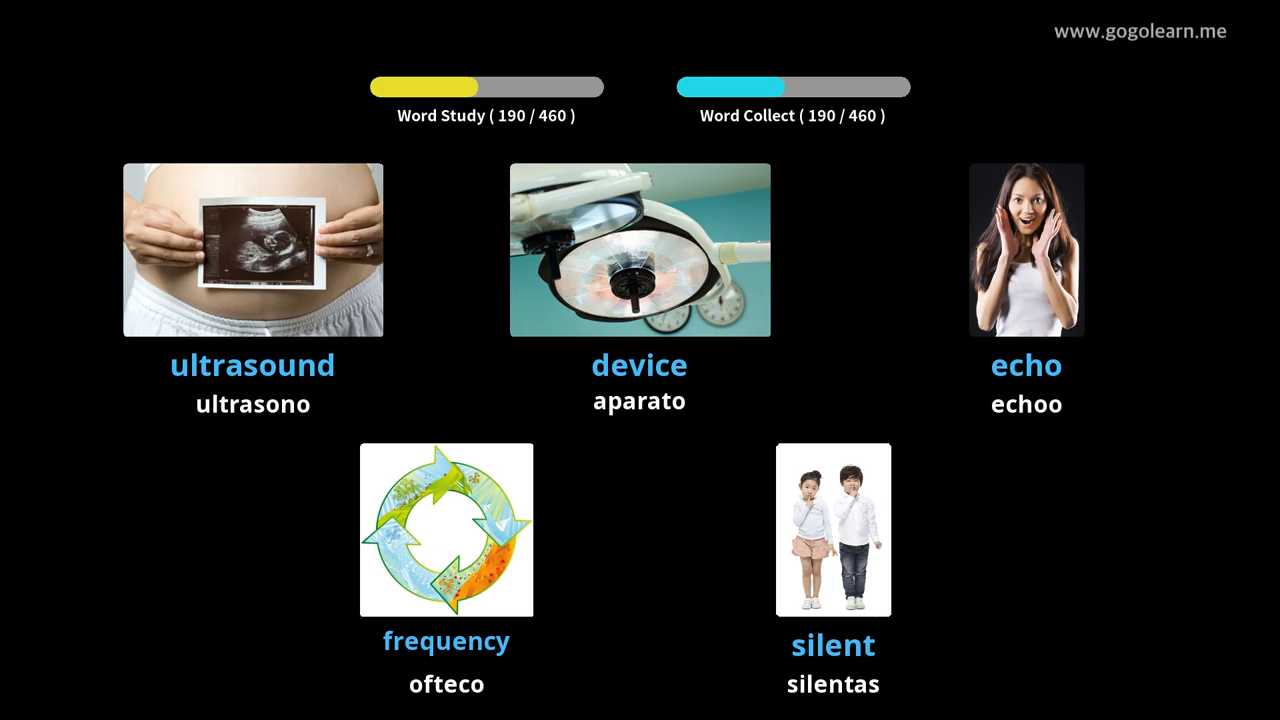 www.gogolearn.me
Word Study ( 190 / 460 )
Word Collect ( 190 / 460 )
ultrasound
ultrasono
device
aparato
echo
echoo
frequency
ofteco
silent
silentas